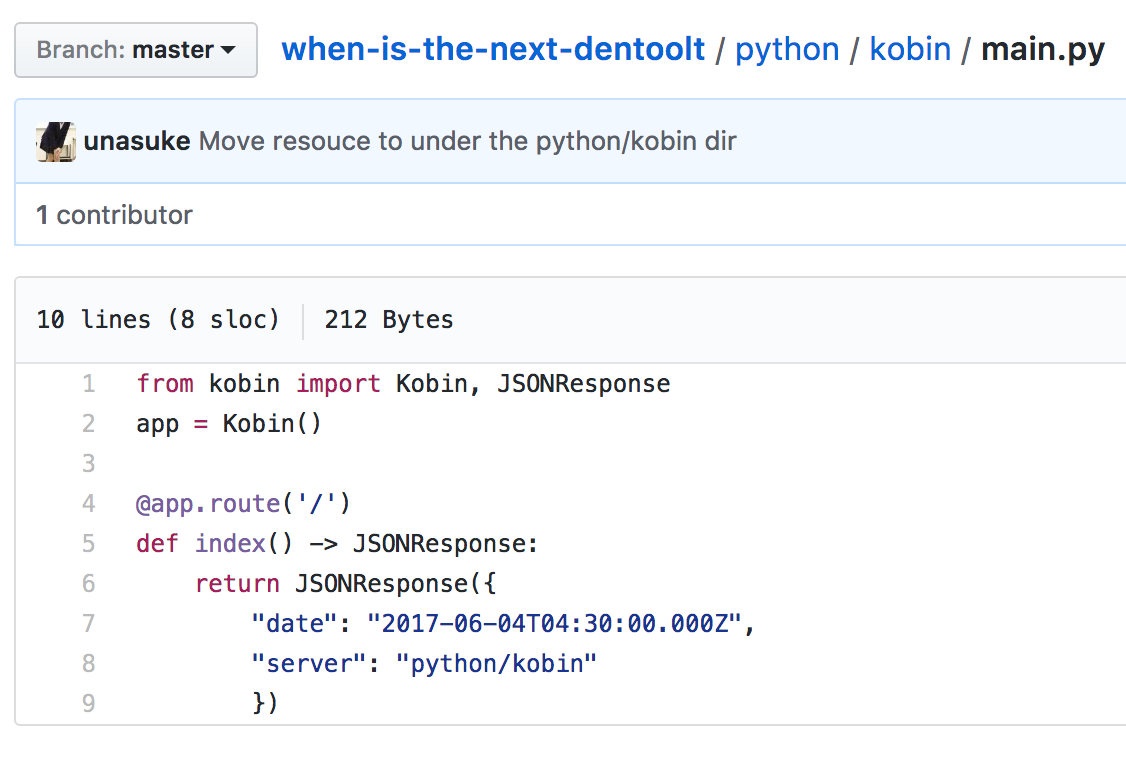 Branch: master when-is-the-next-dentoolt / python / kobin / main.py
unasuke Move resouce to under the python/kobin dir
1 contributor
10 lines (8 sloc) 212 Bytes
1 from kobin import Kobin, JSONResponse
2 app = Kobin()
3
4 @app.route('/')
5 def index() -> JSONResponse:
6     return JSONResponse({
7         "date": "2017-06-04T04:30:00.000Z",
8         "server": "python/kobin"
9         })